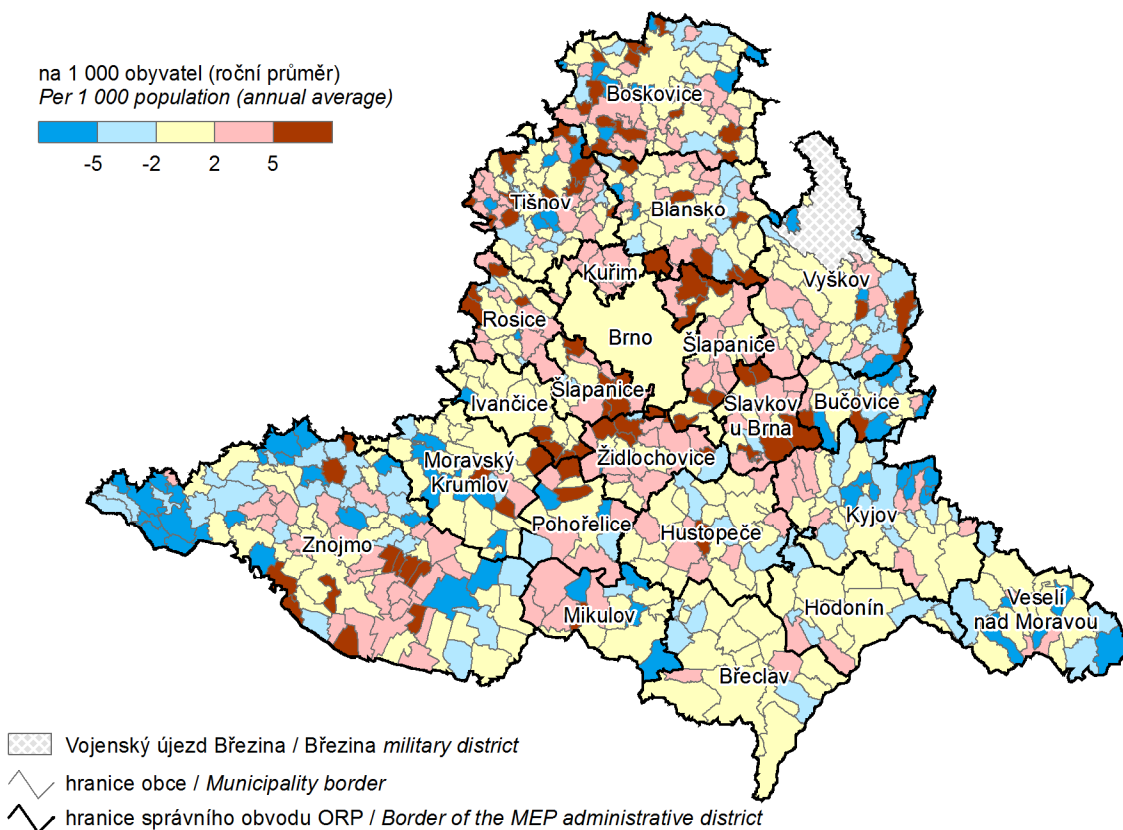 na 1 000 obyvatel (roční průměr)
Per 1 000 population (annual average)
-5 -2 2 5
Boskovice
Tišnov
Blansko
Kuřim
Vyškov
Rosice
Brno
Šlapanice
Šlapanice
Ivančice
Slavkov
u Brna
Bučovice
Moravský
Krumlov
Židlochovice
Pohořelice
Hustopeče
Kyjov
Znojmo
Mikulov
Hodonín
Veselí
nad Moravou
Břeclav
Vojenský újezd Březina / Březina military district
hranice obce / Municipality border
hranice správního obvodu ORP / Border of the MEP administrative district